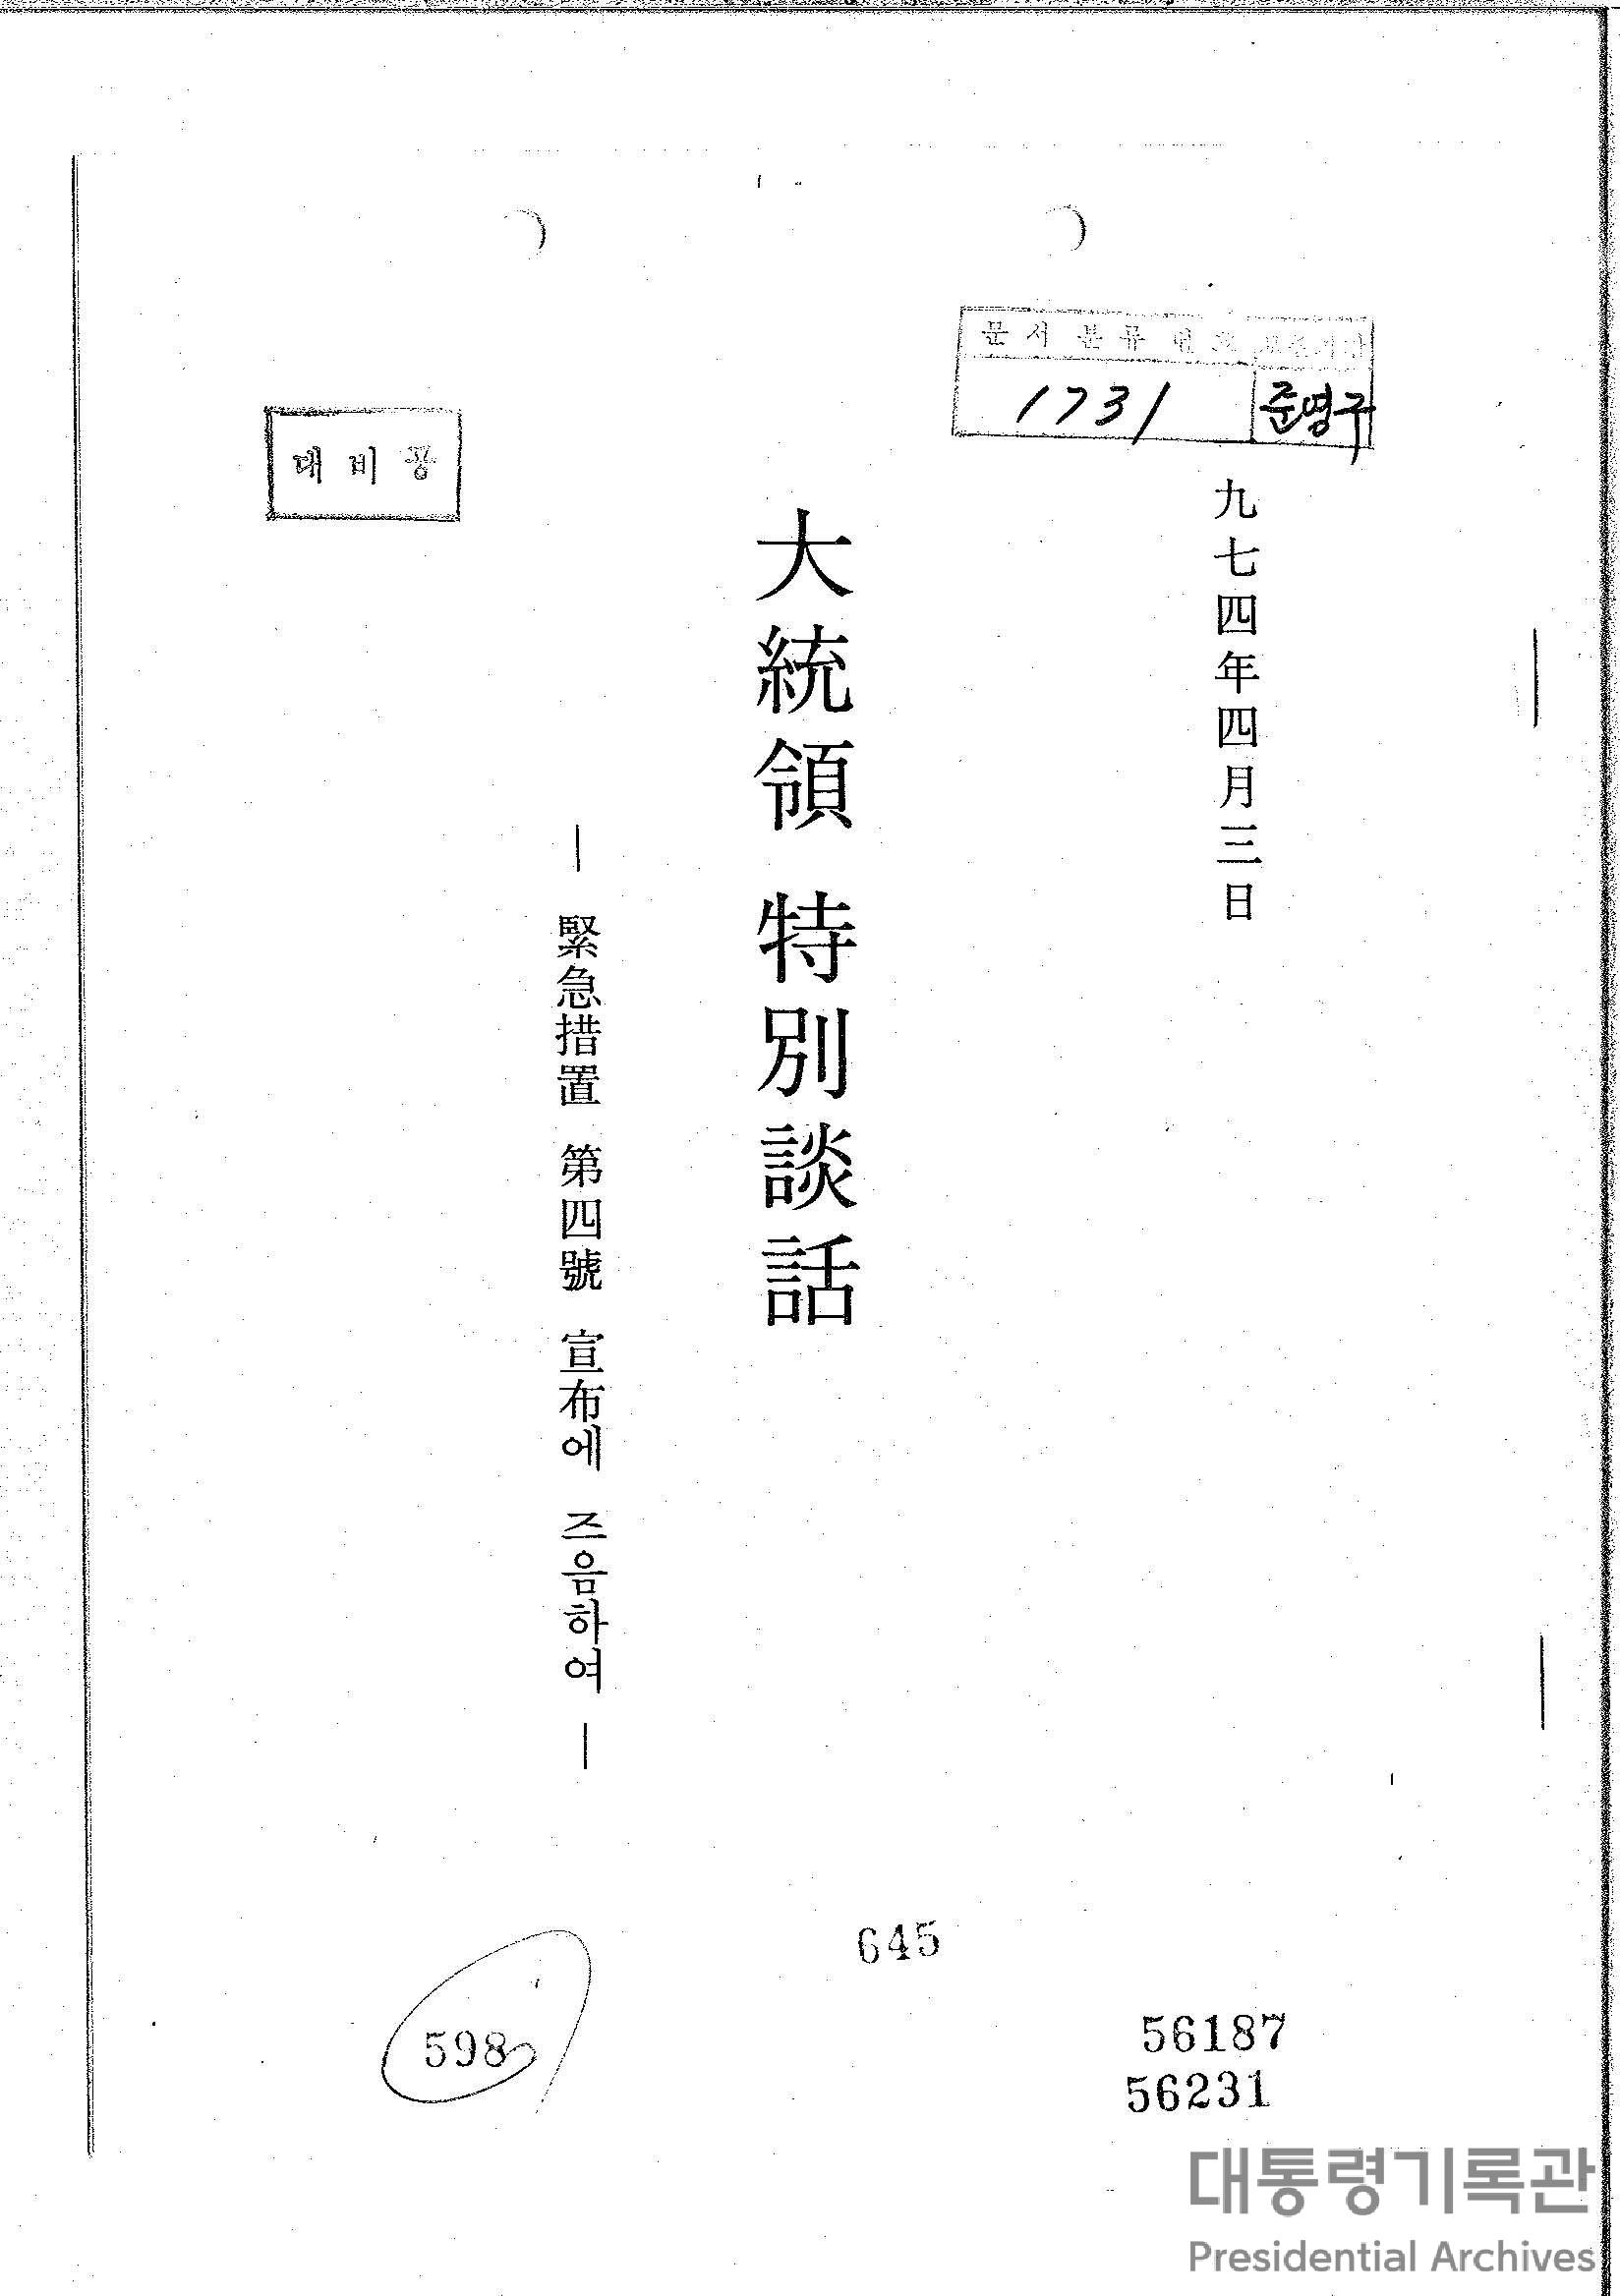 문서분류번호 보존기간
1731 준영구
九七四年四月三日
大統領 特別談話
— 緊急措置 第四號 宣布에 즈음하여 —
대비공
645
598
56187
56231
대통령기록관
Presidential Archives